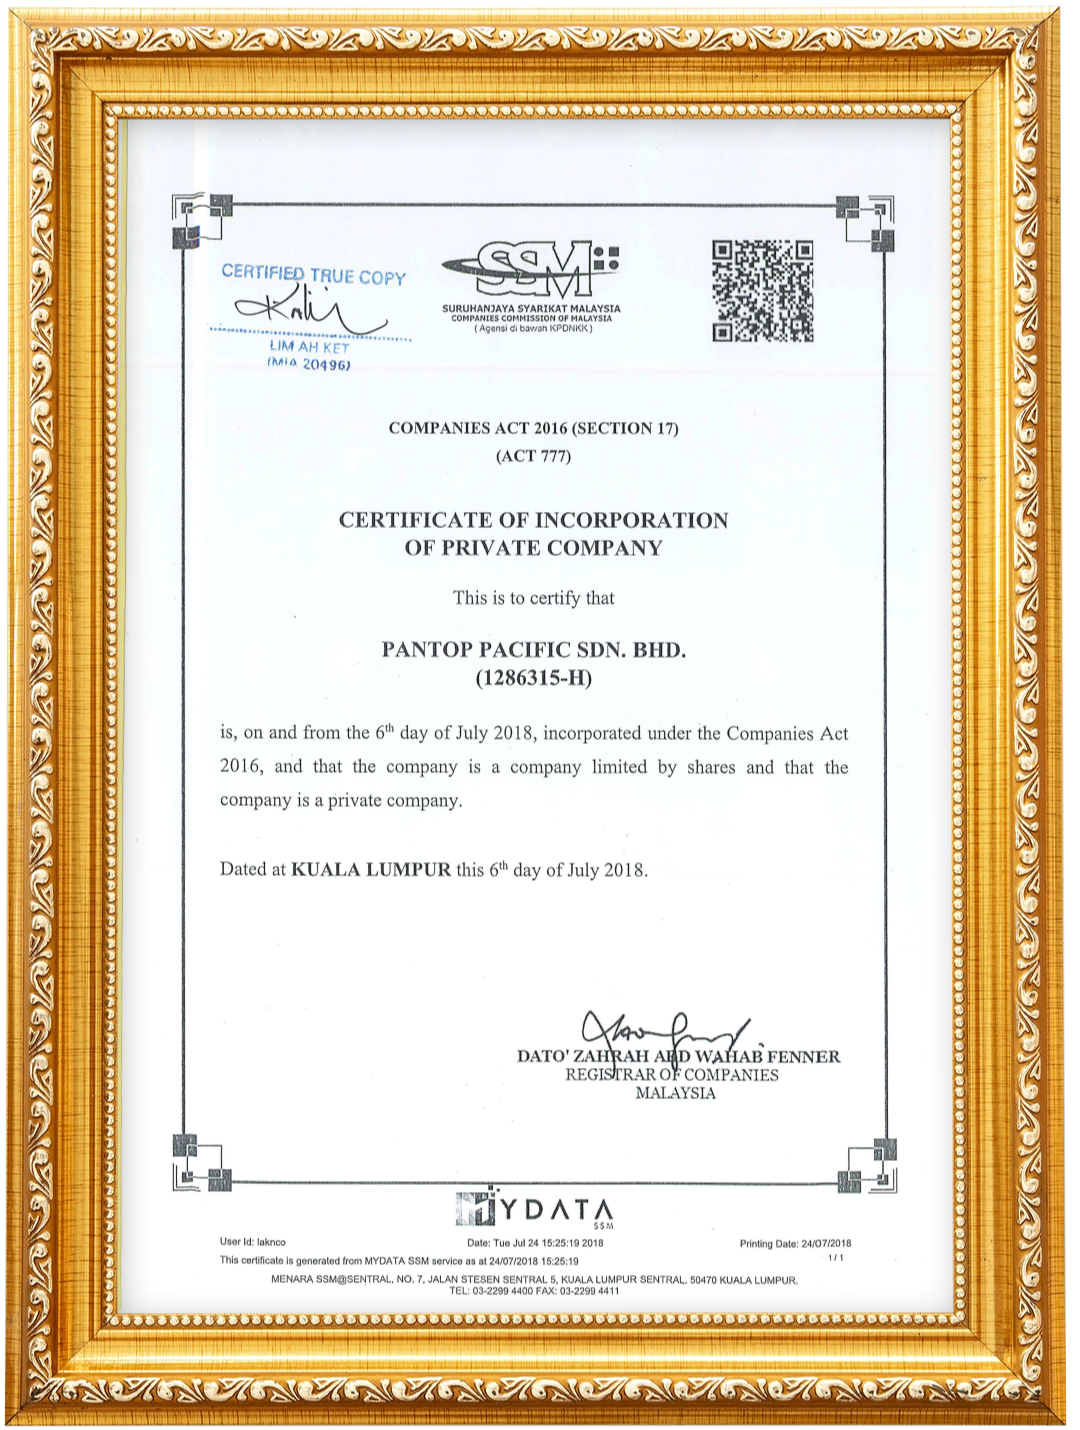 CERTIFIED TRUE COPY
LIM AH KET
(MIA 20496)
SSM
SURUHANJAYA SYARIKAT MALAYSIA
COMPANIES COMMISSION OF MALAYSIA
(Agensi di bawah KPDNKK)
COMPANIES ACT 2016 (SECTION 17)
(ACT 777)
CERTIFICATE OF INCORPORATION
OF PRIVATE COMPANY
This is to certify that
PANTOP PACIFIC SDN. BHD.
(1286315-H)
is, on and from the 6th day of July 2018, incorporated under the Companies Act
2016, and that the company is a company limited by shares and that the
company is a private company.
Dated at KUALA LUMPUR this 6th day of July 2018.
DATO' ZAHRAH ABD WAHAB FENNER
REGISTRAR OF COMPANIES
MALAYSIA
MYDATA
SSM
User Id: laknco Date: Tue Jul 24 15:25:19 2018 Printing Date: 24/07/2018
This certificate is generated from MYDATA SSM service as at 24/07/2018 15:25:19 1 / 1
MENARA SSM@SENTRAL, NO. 7, JALAN STESEN SENTRAL 5, KUALA LUMPUR SENTRAL, 50470 KUALA LUMPUR.
TEL: 03-2299 4400 FAX: 03-2299 4411